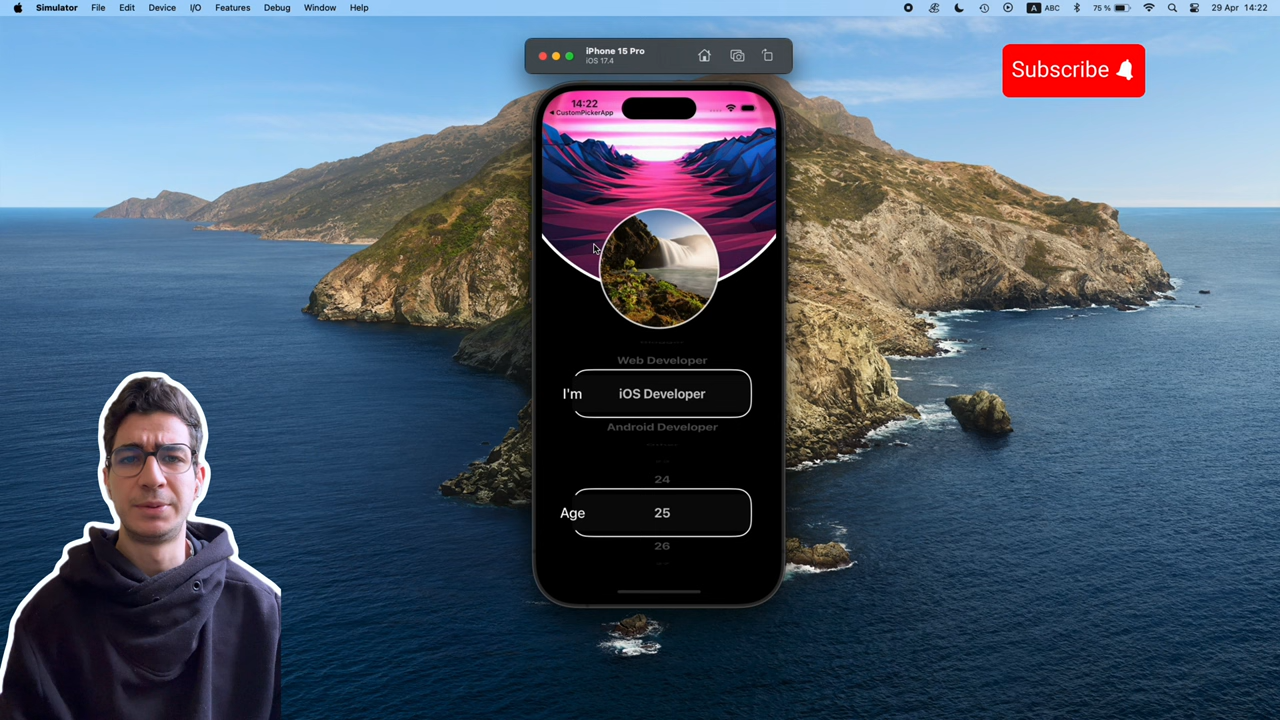 Simulator File Edit Device I/O Features Debug Window Help A ABC 75 % 29 Apr 14:22
iPhone 15 Pro
iOS 17.4
Subscribe
14:22
CustomPickerApp
Web Developer
I'm iOS Developer
Android Developer
24
Age 25
26